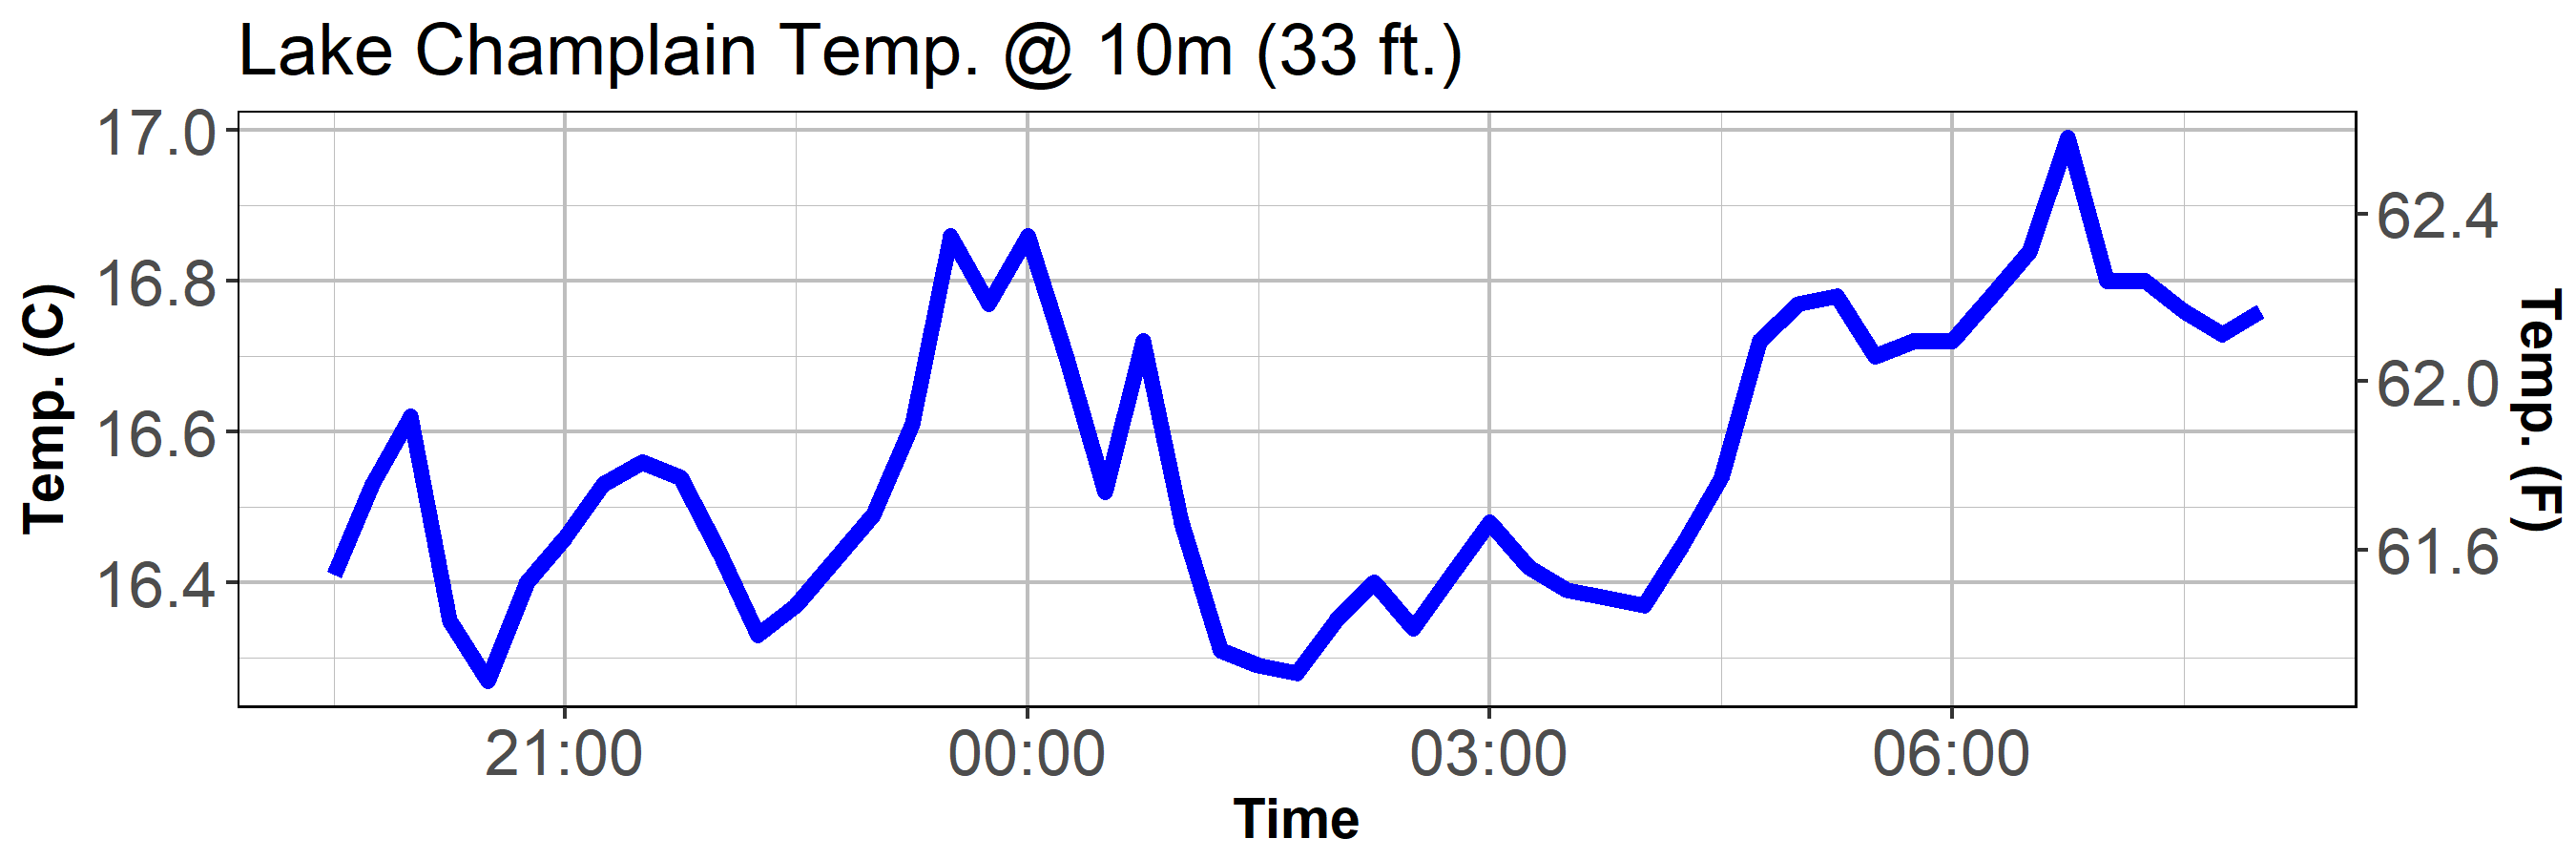 Lake Champlain Temp. @ 10m (33 ft.)
17.0
16.8
16.6
16.4
Temp. (C)
62.4
62.0
61.6
Temp. (F)
21:00 00:00 03:00 06:00
Time